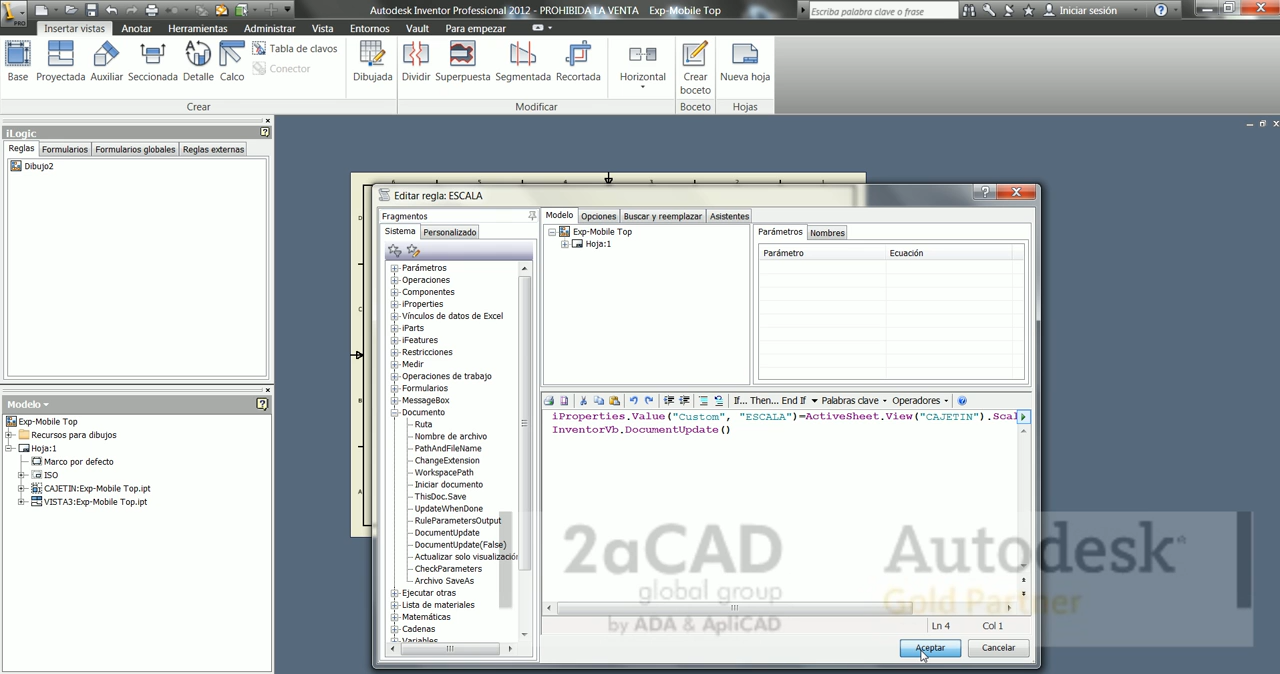 Autodesk Inventor Professional 2012 - PROHIBIDA LA VENTA Exp-Mobile Top
Escriba palabra clave o frase
Iniciar sesión
PRO
Insertar vistas Anotar Herramientas Administrar Vista Entornos Vault Para empezar
Base Proyectada Auxiliar Seccionada Detalle Calco
Tabla de clavos
Conector
Dibujada Dividir Superpuesta Segmentada Recortada Horizontal
Crear boceto
Nueva hoja
Crear Modificar Boceto Hojas
iLogic
Reglas Formularios Formularios globales Reglas externas
Dibujo2
Modelo
Exp-Mobile Top
Recursos para dibujos
Hoja:1
Marco por defecto
ISO
CAJETIN:Exp-Mobile Top.ipt
VISTA3:Exp-Mobile Top.ipt
Editar regla: ESCALA
Fragmentos
Sistema Personalizado
Parámetros
Operaciones
Componentes
iProperties
Vínculos de datos de Excel
iParts
iFeatures
Restricciones
Medir
Operaciones de trabajo
Formularios
MessageBox
Documento
Ruta
Nombre de archivo
PathAndFileName
ChangeExtension
WorkspacePath
Iniciar documento
ThisDoc.Save
UpdateWhenDone
RuleParametersOutput
DocumentUpdate
DocumentUpdate(False)
Actualizar solo visualización
CheckParameters
Archivo SaveAs
Ejecutar otras
Lista de materiales
Matemáticas
Cadenas
Variables
Modelo Opciones Buscar y reemplazar Asistentes
Exp-Mobile Top
Hoja:1
Parámetros Nombres
Parámetro Ecuación
If... Then... End If Palabras clave Operadores
iProperties.Value("Custom", "ESCALA")=ActiveSheet.View("CAJETIN").Scal
InventorVb.DocumentUpdate()
Ln 4 Col 1
Aceptar Cancelar
2aCAD
global group
by ADA & ApliCAD
Autodesk
Gold Partner